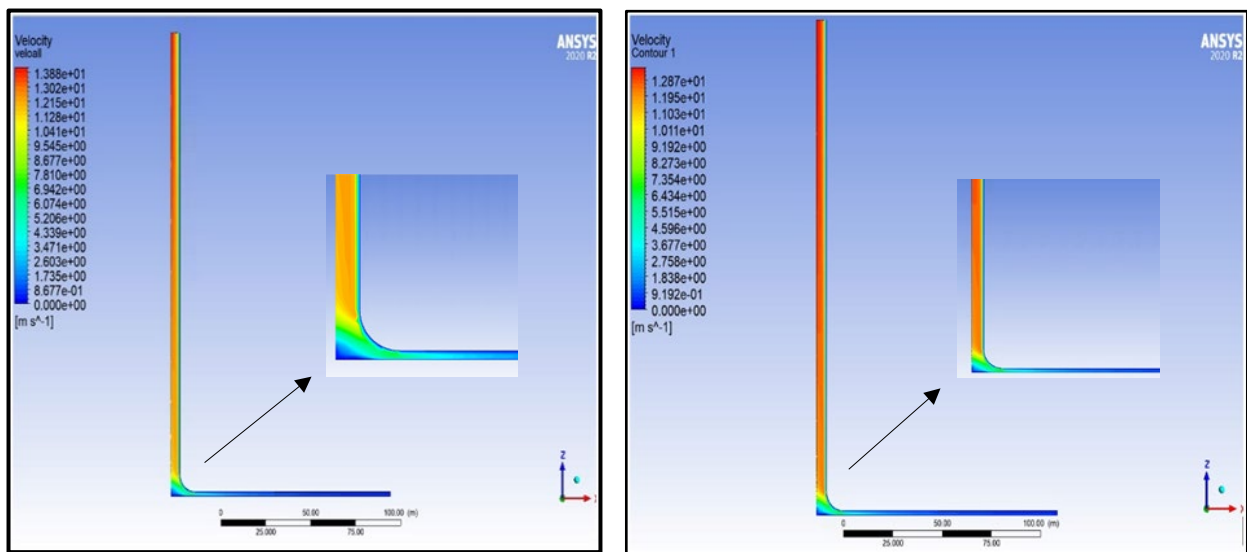 Velocity
veloall
ANSYS
2020 R2
1.388e+01
1.302e+01
1.215e+01
1.128e+01
1.041e+01
9.545e+00
8.677e+00
7.810e+00
6.942e+00
6.074e+00
5.206e+00
4.339e+00
3.471e+00
2.603e+00
1.735e+00
8.677e-01
0.000e+00
[m s^-1]
Z
X
0 50.00 100.00 (m)
25.000 75.00
Velocity
Contour 1
ANSYS
2020 R2
1.287e+01
1.195e+01
1.103e+01
1.011e+01
9.192e+00
8.273e+00
7.354e+00
6.434e+00
5.515e+00
4.596e+00
3.677e+00
2.758e+00
1.838e+00
9.192e-01
0.000e+00
[m s^-1]
Z
X
0 50.00 100.00 (m)
25.000 75.00